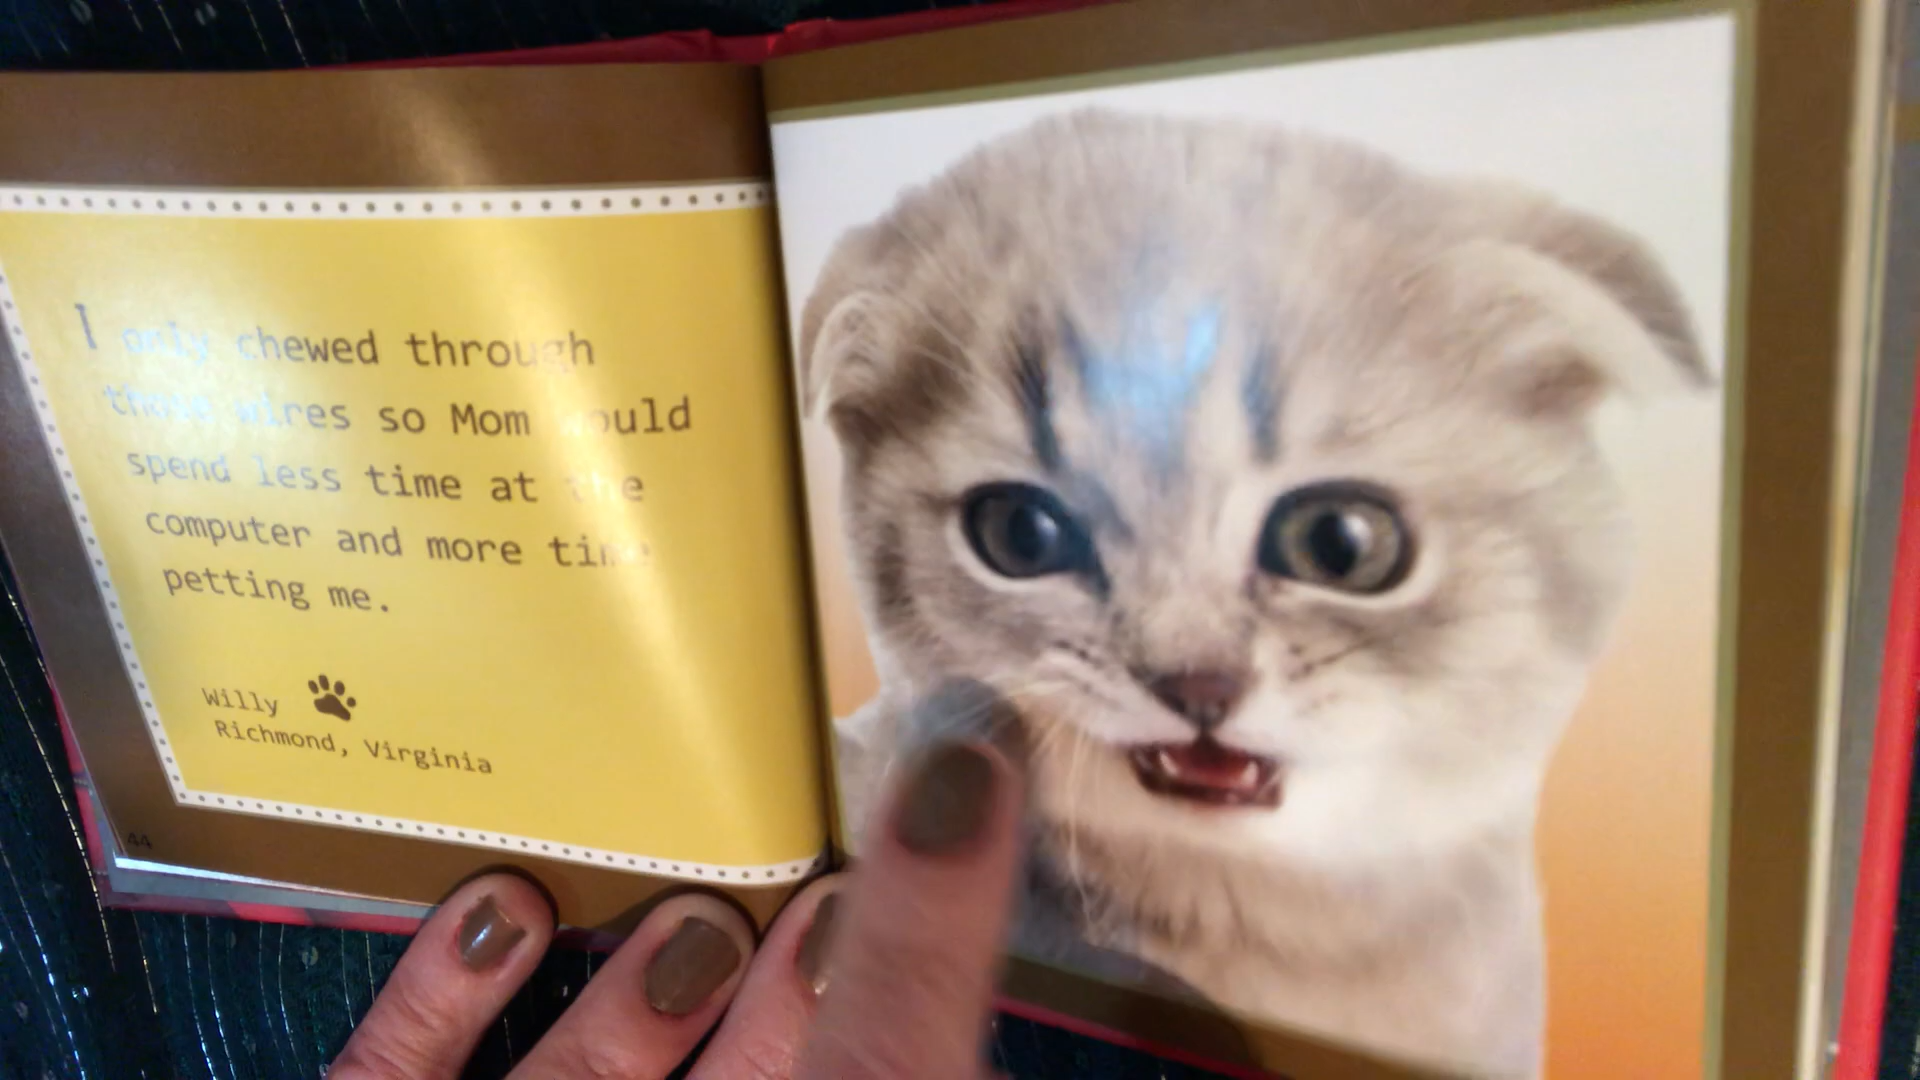 I only chewed through
those wires so Mom would
spend less time at the
computer and more time
petting me.
Willy
Richmond, Virginia
44